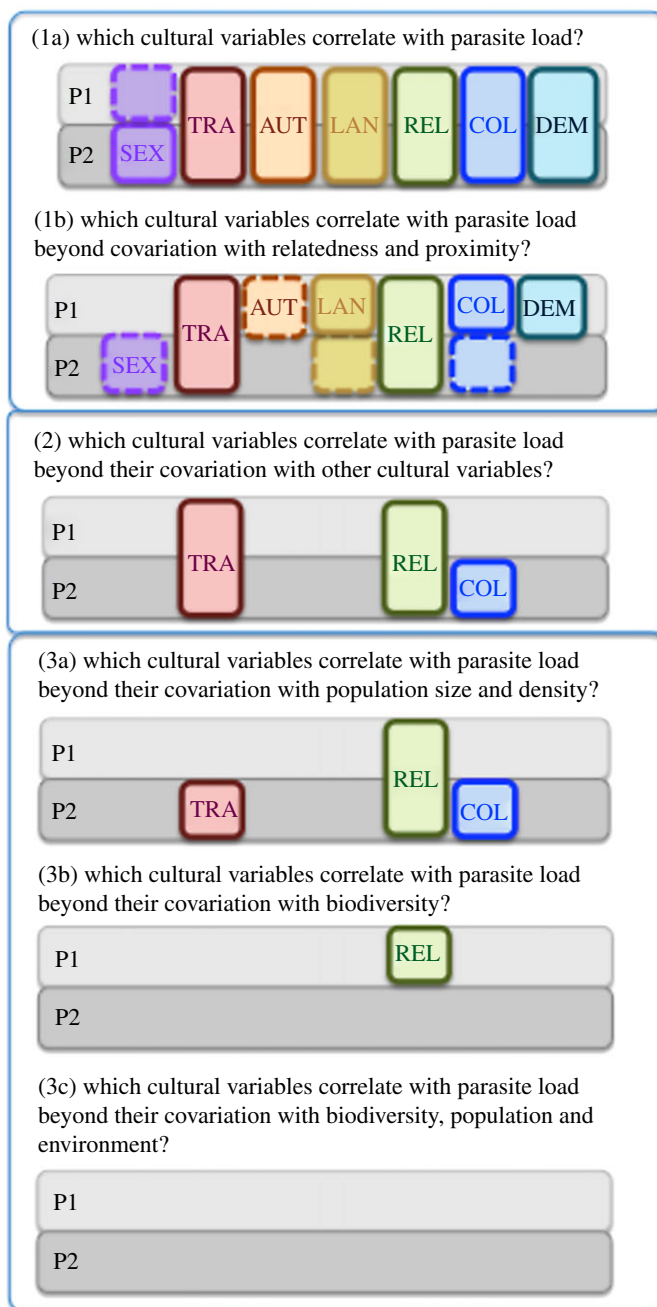 (1a) which cultural variables correlate with parasite load?
P1
TRA AUT LAN REL COL DEM
P2 SEX
(1b) which cultural variables correlate with parasite load
beyond covariation with relatedness and proximity?
P1 AUT LAN COL DEM
TRA REL
P2 SEX
(2) which cultural variables correlate with parasite load
beyond their covariation with other cultural variables?
P1
TRA REL
P2 COL
(3a) which cultural variables correlate with parasite load
beyond their covariation with population size and density?
P1
REL
P2 TRA COL
(3b) which cultural variables correlate with parasite load
beyond their covariation with biodiversity?
P1 REL
P2
(3c) which cultural variables correlate with parasite load
beyond their covariation with biodiversity, population and
environment?
P1
P2